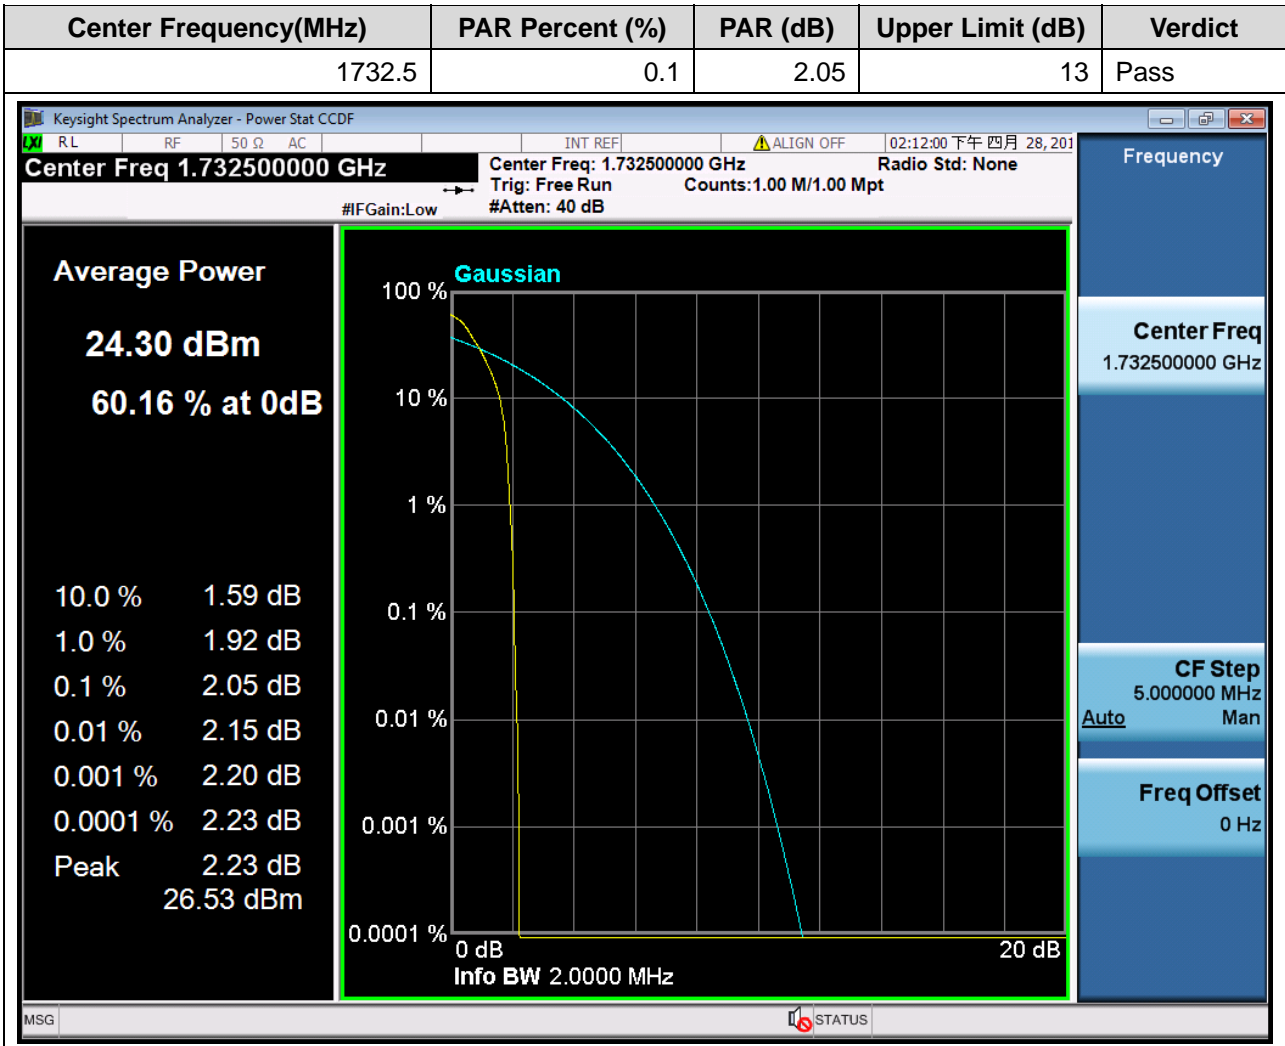 Center Frequency(MHz) PAR Percent (%) PAR (dB) Upper Limit (dB) Verdict
1732.5 0.1 2.05 13 Pass
Keysight Spectrum Analyzer - Power Stat CCDF
LXI RL RF 50 Ω AC INT REF ALIGN OFF 02:12:00 下午 四月 28, 201
Center Freq 1.732500000 GHz
Center Freq: 1.732500000 GHz Radio Std: None
Trig: Free Run Counts:1.00 M/1.00 Mpt
#IFGain:Low #Atten: 40 dB
Average Power
24.30 dBm
60.16 % at 0dB
10.0 % 1.59 dB
1.0 % 1.92 dB
0.1 % 2.05 dB
0.01 % 2.15 dB
0.001 % 2.20 dB
0.0001 % 2.23 dB
Peak 2.23 dB
26.53 dBm
Gaussian
100 %
10 %
1 %
0.1 %
0.01 %
0.001 %
0.0001 %
0 dB 20 dB
Info BW 2.0000 MHz
Frequency
Center Freq
1.732500000 GHz
CF Step
5.000000 MHz
Auto Man
Freq Offset
0 Hz
MSG STATUS